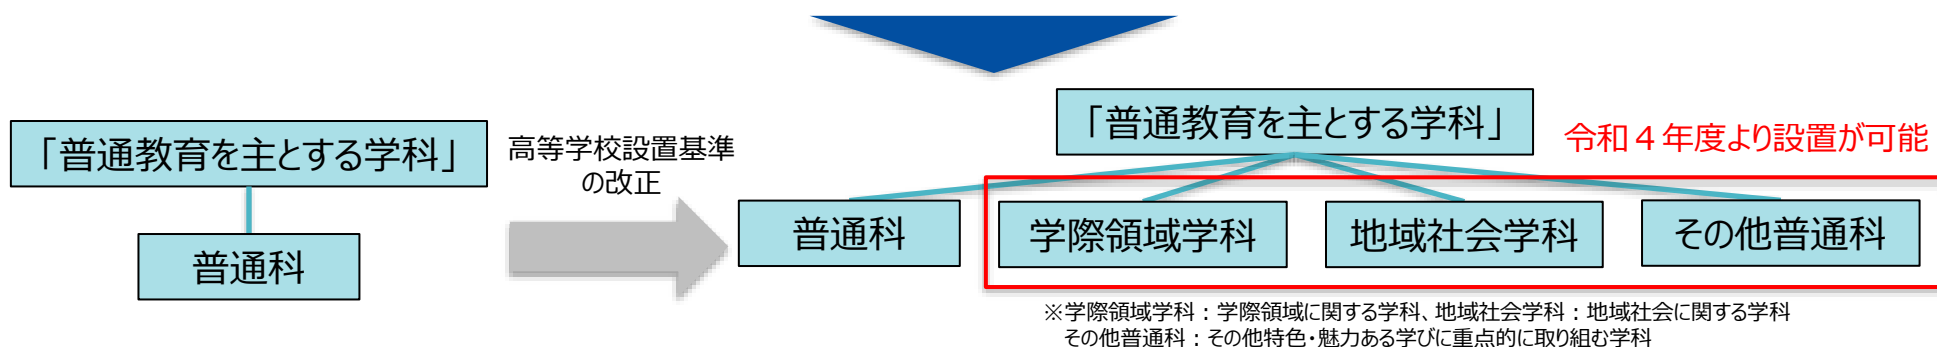 「普通教育を主とする学科」
普通科
高等学校設置基準
の改正
「普通教育を主とする学科」
令和４年度より設置が可能
普通科
学際領域学科
地域社会学科
その他普通科
※学際領域学科：学際領域に関する学科、地域社会学科：地域社会に関する学科
その他普通科：その他特色・魅力ある学びに重点的に取り組む学科